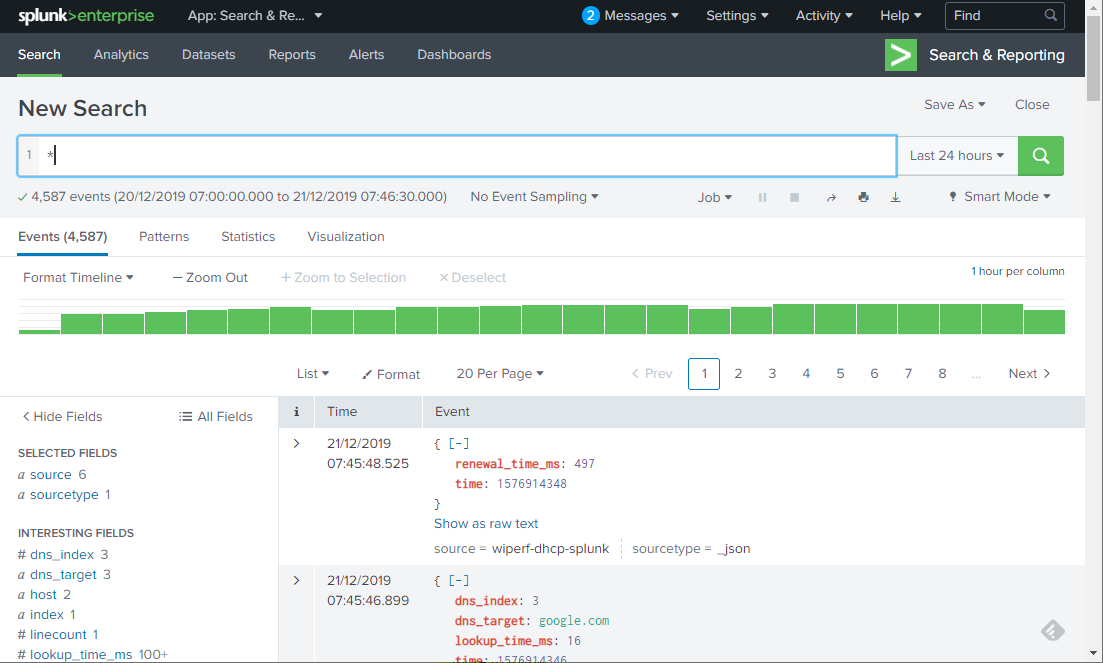 splunk>enterprise App: Search & Re... 2 Messages Settings Activity Help Find
Search Analytics Datasets Reports Alerts Dashboards Search & Reporting
New Search Save As Close
1 * Last 24 hours
4,587 events (20/12/2019 07:00:00.000 to 21/12/2019 07:46:30.000) No Event Sampling Job Smart Mode
Events (4,587) Patterns Statistics Visualization
Format Timeline — Zoom Out + Zoom to Selection × Deselect 1 hour per column
List Format 20 Per Page < Prev 1 2 3 4 5 6 7 8 ... Next >
< Hide Fields All Fields i Time Event
SELECTED FIELDS
a source 6
a sourcetype 1
INTERESTING FIELDS
# dns_index 3
a dns_target 3
a host 2
a index 1
# linecount 1
# lookup_time_ms 100+
> 21/12/2019 { [-]
07:45:48.525 renewal_time_ms: 497
time: 1576914348
}
Show as raw text
source = wiperf-dhcp-splunk sourcetype = _json
> 21/12/2019 { [-]
07:45:46.899 dns_index: 3
dns_target: google.com
lookup_time_ms: 16
time: 1576914346